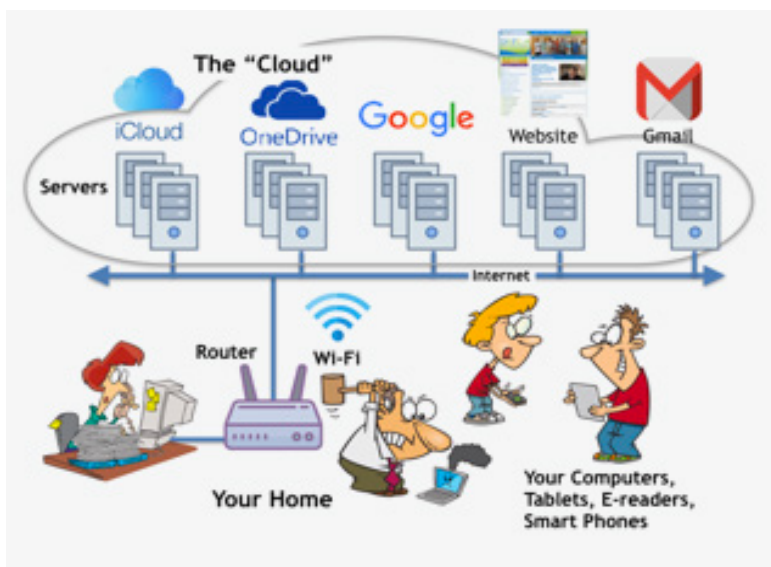 The “Cloud”
iCloud
OneDrive
Google
Website
Gmail
Servers
Internet
Router
Wi-Fi
Your Home
Your Computers,
Tablets, E-readers,
Smart Phones